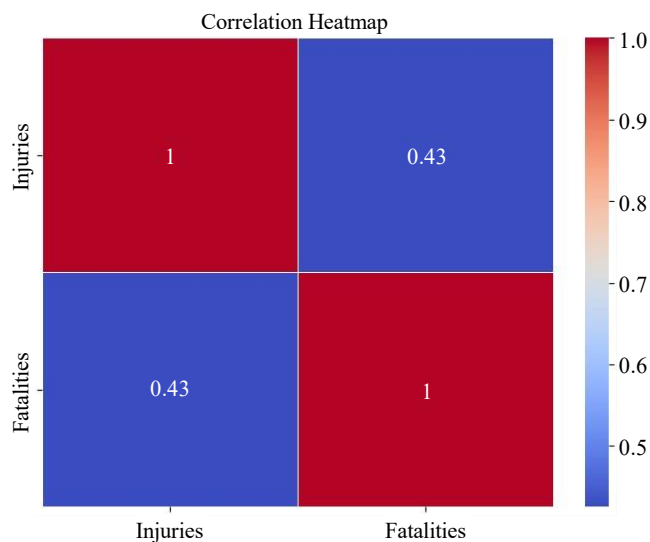 Correlation Heatmap
Injuries
1
0.43
Fatalities
0.43
1
Injuries
Fatalities
1.0
0.9
0.8
0.7
0.6
0.5